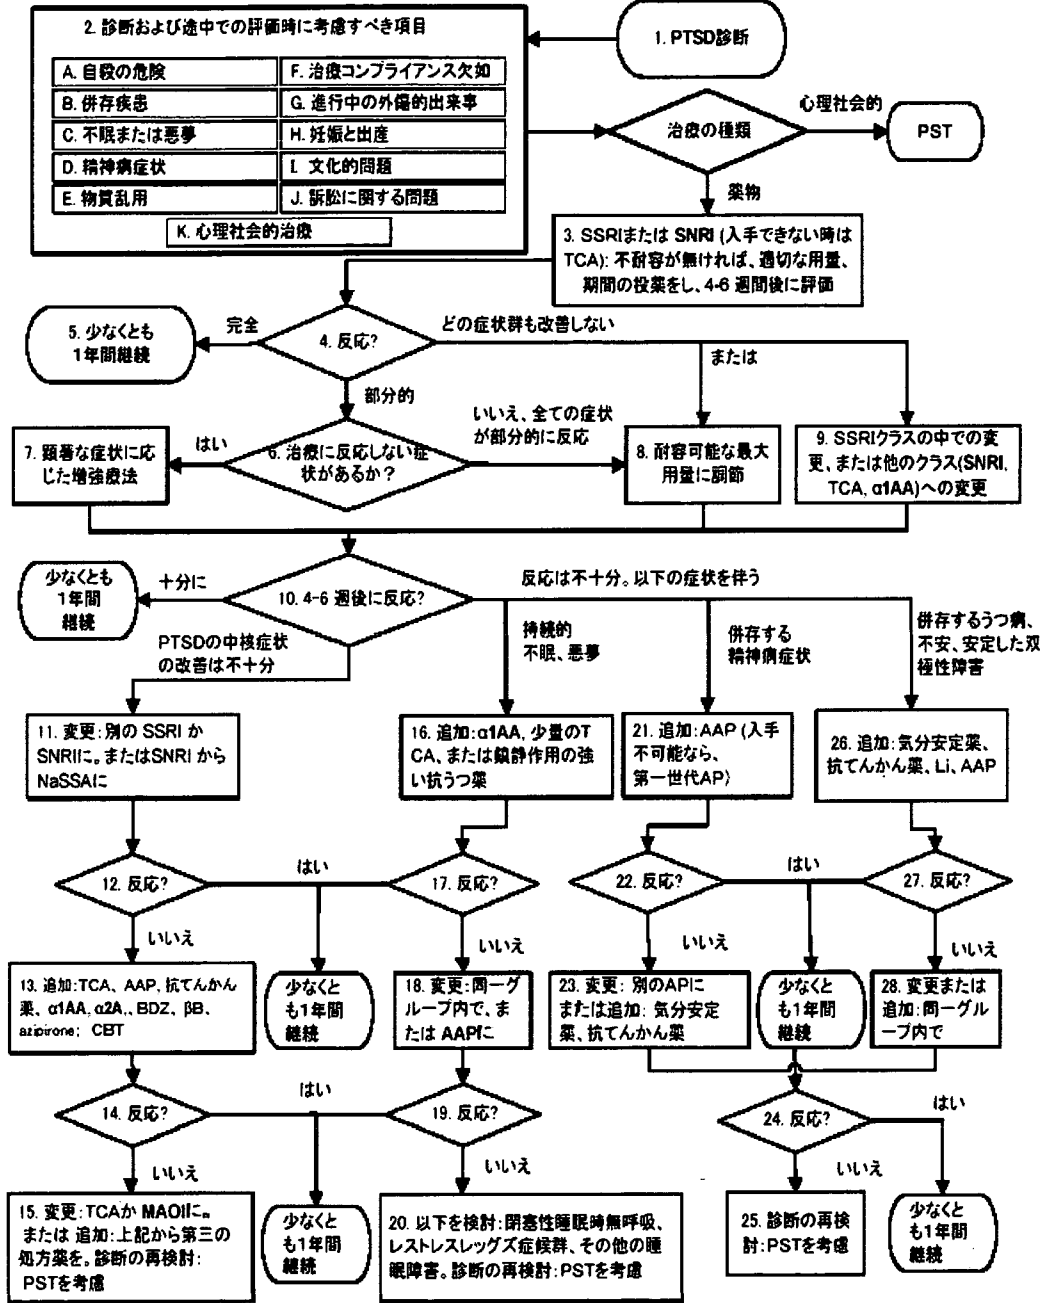 2. 診断および途中での評価時に考慮すべき項目
1. PTSD診断
A. 自殺の危険
F. 治療コンプライアンス欠如
B. 併存疾患
G. 進行中の外傷的出来事
C. 不眠または悪夢
H. 妊娠と出産
D. 精神病症状
I. 文化的問題
E. 物質乱用
J. 訴訟に関する問題
K. 心理社会的治療
治療の種類
心理社会的
PST
薬物
3. SSRIまたは SNRI (入手できない時は
TCA): 不耐容が無ければ、適切な用量、
期間の投薬をし、4-6 週間後に評価
4. 反応?
完全
5. 少なくとも
1年間継続
どの症状群も改善しない
または
部分的
6. 治療に反応しない症
状があるか?
はい
7. 顕著な症状に応
じた増強療法
いいえ、全ての症状
が部分的に反応
8. 耐容可能な最大
用量に調節
9. SSRIクラスの中での変
更、または他のクラス(SNRI,
TCA, α1AA)への変更
10. 4-6 週後に反応?
十分に
少なくとも
1年間
継続
反応は不十分。以下の症状を伴う
PTSDの中核症状
の改善は不十分
持続的
不眠、悪夢
併存する
精神病症状
併存するうつ病、
不安、安定した双
極性障害
11. 変更: 別の SSRI か
SNRIに。またはSNRI から
NaSSAに
16. 追加: α1AA, 少量のT
CA、または鎮静作用の強
い抗うつ薬
21. 追加: AAP (入手
不可能なら、
第一世代AP)
26. 追加: 気分安定薬、
抗てんかん薬、Li、AAP
12. 反応?
はい
17. 反応?
22. 反応?
はい
27. 反応?
いいえ
いいえ
いいえ
いいえ
13. 追加:TCA、AAP、抗てんかん
薬、α1AA, α2A,, BDZ, βB,
azipirone; CBT
少なくと
も1年間
継続
18. 変更: 同一グ
ループ内で、ま
たは AAPに
23. 変更: 別のAPに
または追加: 気分安定
薬、抗てんかん薬
少なくと
も1年間
継続
28. 変更または
追加: 同一グルー
プ内で
14. 反応?
はい
19. 反応?
24. 反応?
はい
いいえ
いいえ
いいえ
15. 変更: TCAか MAOIに。
または 追加: 上記から第三の
処方薬を。診断の再検討:
PSTを考慮
少なくと
も1年間
継続
20. 以下を検討: 閉塞性睡眠時無呼吸、
レストレスレッグズ症候群、その他の睡
眠障害。診断の再検討: PSTを考慮
25. 診断の再検
討: PSTを考慮
少なくと
も1年間
継続